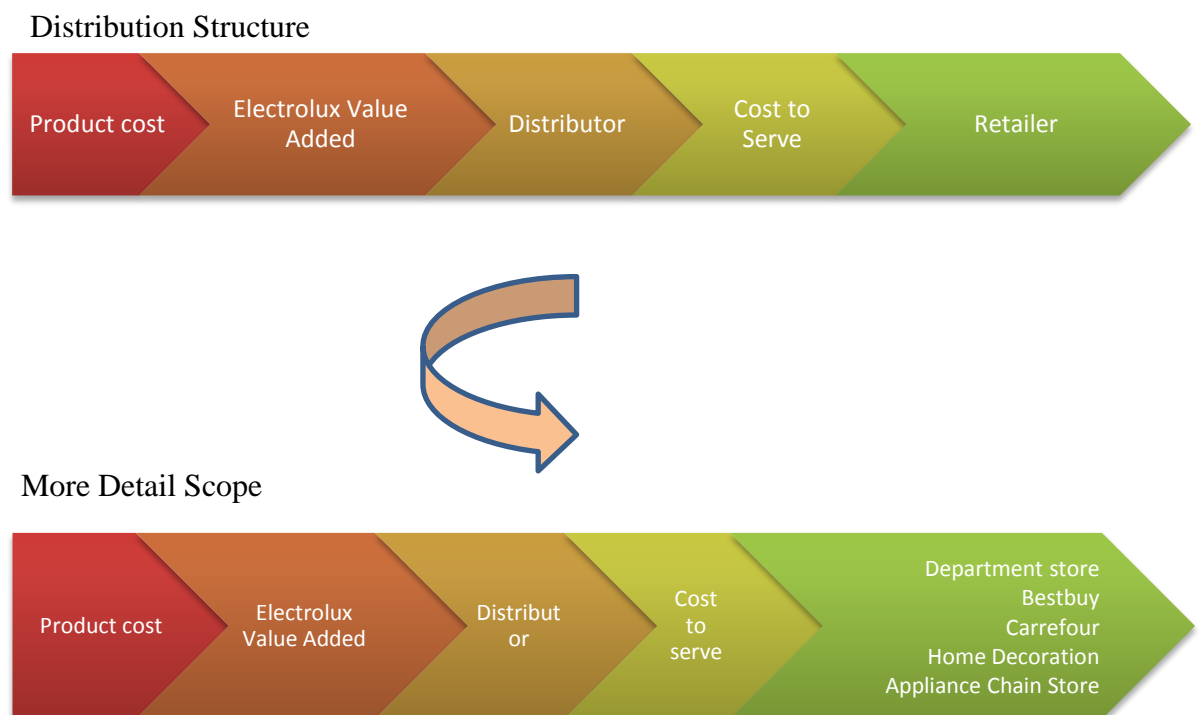 Distribution Structure
Product cost
Electrolux Value
Added
Distributor
Cost to
Serve
Retailer
More Detail Scope
Product cost
Electrolux
Value Added
Distribut
or
Cost
to
serve
Department store
Bestbuy
Carrefour
Home Decoration
Appliance Chain Store